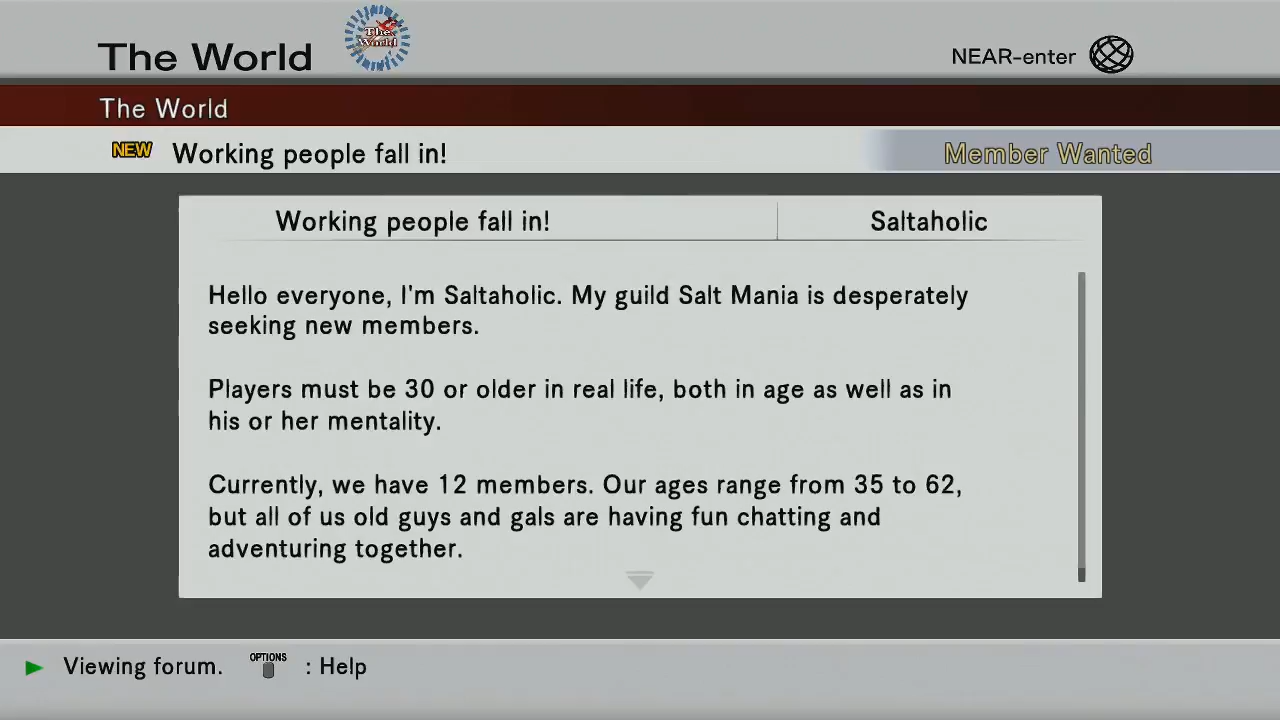 The World
The World
NEAR-enter
The World
NEW Working people fall in!
Member Wanted
Working people fall in!
Saltaholic
Hello everyone, I'm Saltaholic. My guild Salt Mania is desperately
seeking new members.
Players must be 30 or older in real life, both in age as well as in
his or her mentality.
Currently, we have 12 members. Our ages range from 35 to 62,
but all of us old guys and gals are having fun chatting and
adventuring together.
Viewing forum. OPTIONS : Help